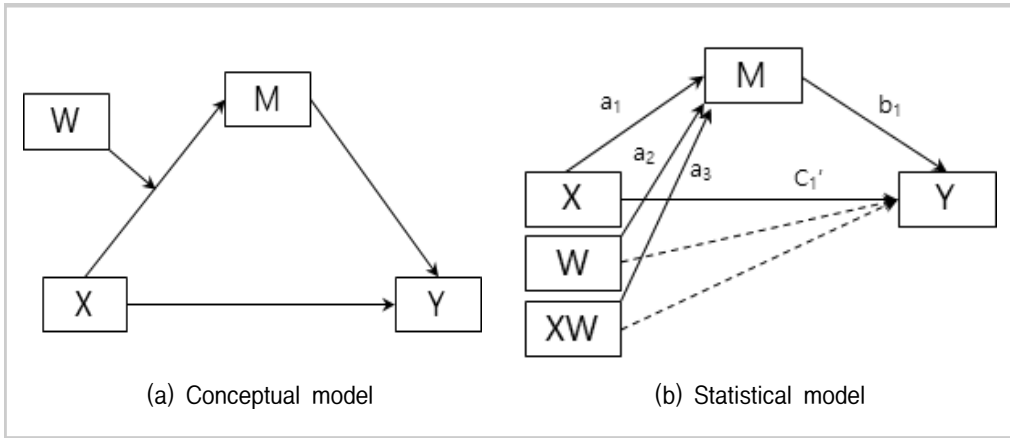 W
M
X
Y
(a) Conceptual model
M
a₁
b₁
a₂
a₃
X
C₁'
Y
W
XW
(b) Statistical model